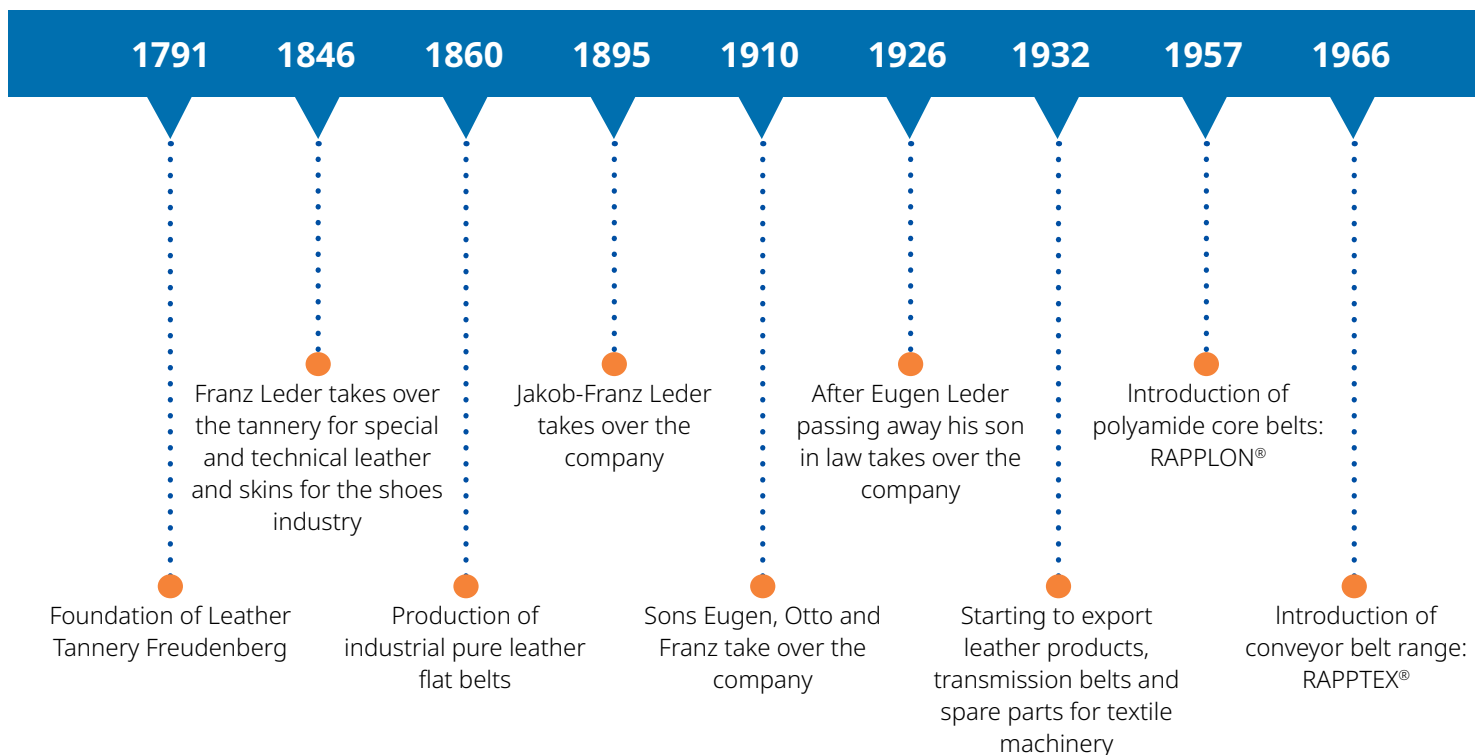 1791 1846 1860 1895 1910 1926 1932 1957 1966
Franz Leder takes over
the tannery for special
and technical leather
and skins for the shoes
industry
Jakob-Franz Leder
takes over the
company
After Eugen Leder
passing away his son
in law takes over the
company
Introduction of
polyamide core belts:
RAPPLON®
Foundation of Leather
Tannery Freudenberg
Production of
industrial pure leather
flat belts
Sons Eugen, Otto and
Franz take over the
company
Starting to export
leather products,
transmission belts and
spare parts for textile
machinery
Introduction of
conveyor belt range:
RAPPTEX®